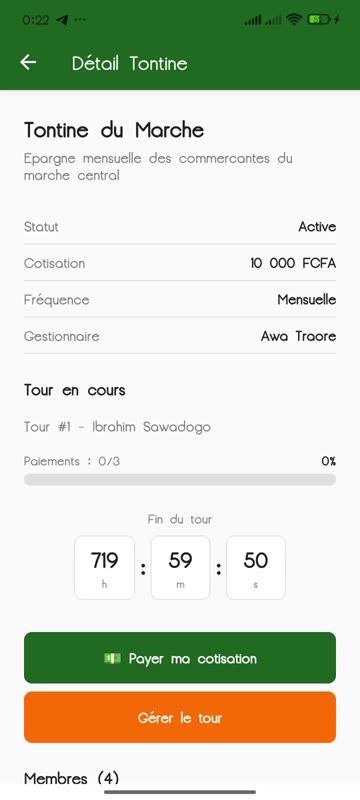 0:22
Détail Tontine
Tontine du Marche
Epargne mensuelle des commercantes du
marche central
Statut Active
Cotisation 10 000 FCFA
Fréquence Mensuelle
Gestionnaire Awa Traore
Tour en cours
Tour #1 - Ibrahim Sawadogo
Paiements : 0/3 0%
Fin du tour
719 : 59 : 50
h m s
Payer ma cotisation
Gérer le tour
Membres (4)